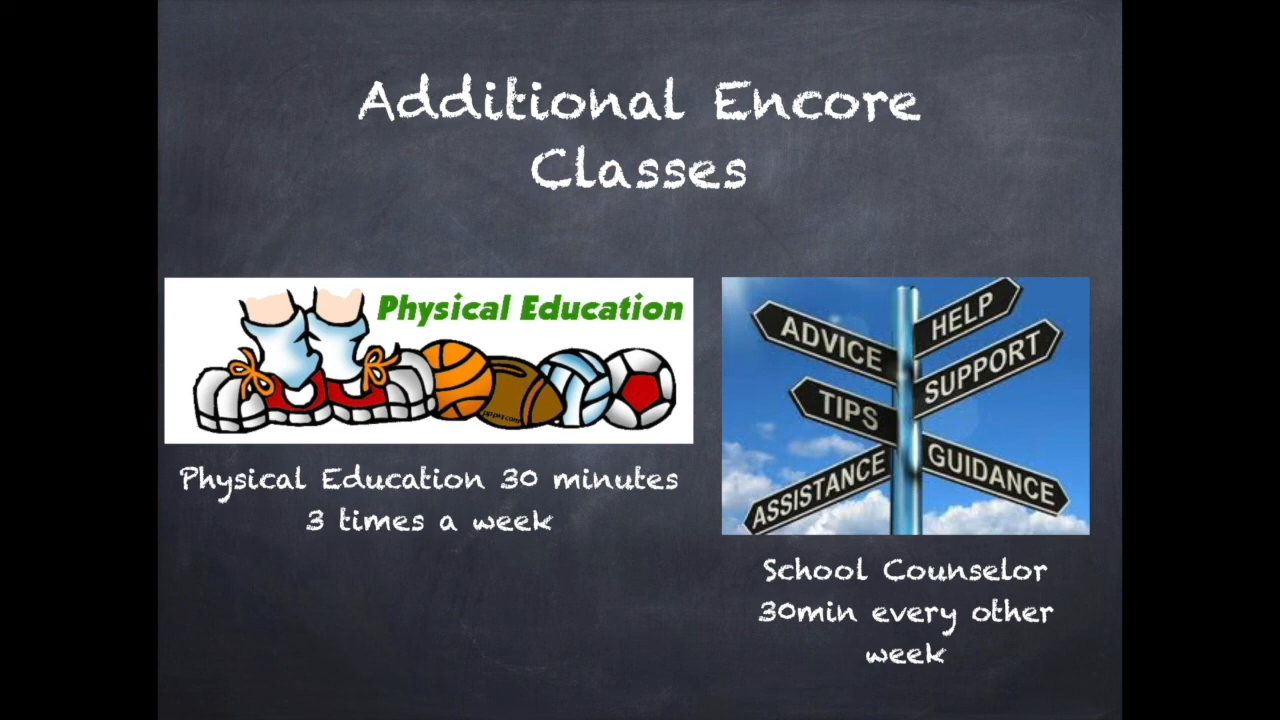 Additional Encore
Classes
Physical Education
Physical Education 30 minutes
3 times a week
ADVICE
HELP
SUPPORT
TIPS
GUIDANCE
ASSISTANCE
School Counselor
30min every other
week